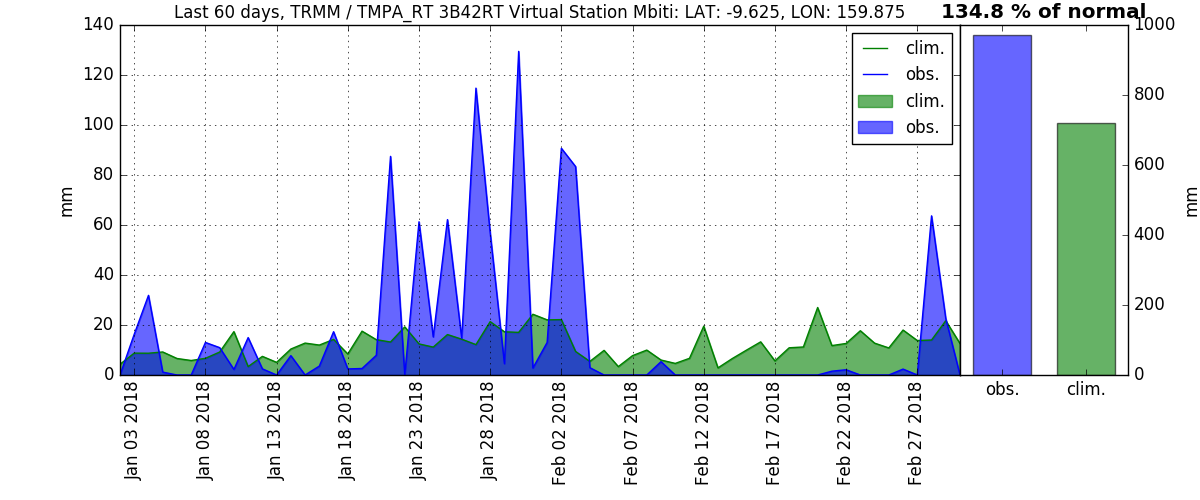 Last 60 days, TRMM / TMPA_RT 3B42RT Virtual Station Mbiti: LAT: -9.625, LON: 159.875
134.8 % of normal
140
120
100
80
60
40
20
0
mm
Jan 03 2018
Jan 08 2018
Jan 13 2018
Jan 18 2018
Jan 23 2018
Jan 28 2018
Feb 02 2018
Feb 07 2018
Feb 12 2018
Feb 17 2018
Feb 22 2018
Feb 27 2018
clim.
obs.
clim.
obs.
1000
800
600
400
200
0
mm
obs.
clim.